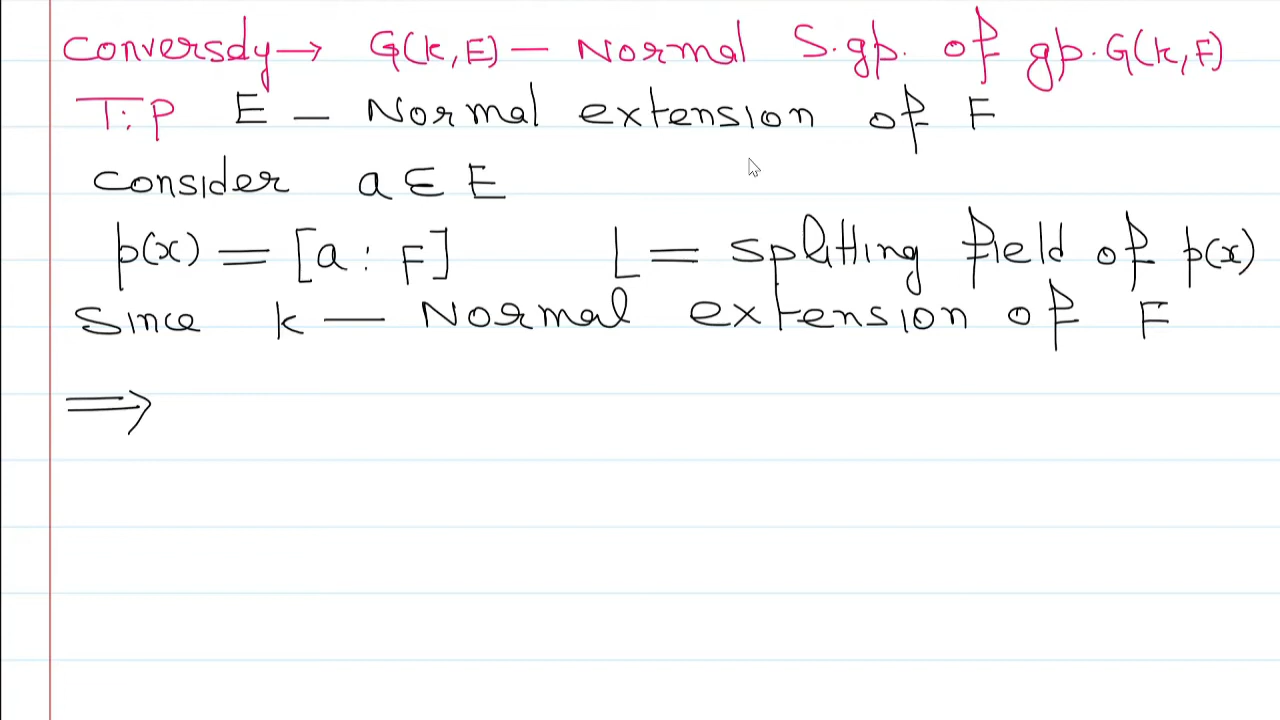 Conversely → G(k,E) — Normal S.gp. of gp. G(k,F)
T:P E — Normal extension of F
Consider a ∈ E
p(x) = [a : F] L = splitting field of p(x)
Since k — Normal extension of F
⟹